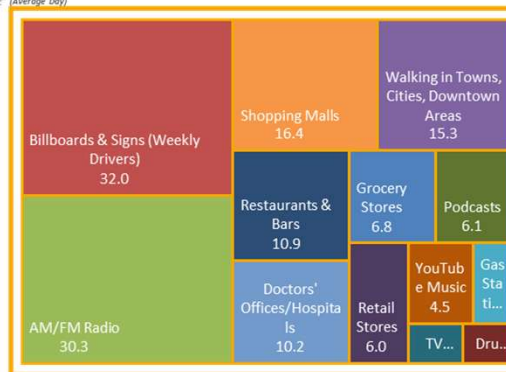 (Average Day)
Billboards & Signs (Weekly
Drivers)
32.0
AM/FM Radio
30.3
Shopping Malls
16.4
Walking in Towns,
Cities, Downtown
Areas
15.3
Restaurants &
Bars
10.9
Doctors'
Offices/Hospita
ls
10.2
Grocery
Stores
6.8
Podcasts
6.1
Retail
Stores
6.0
YouTub
e Music
4.5
Gas
Sta
ti...
TV...
Dru...